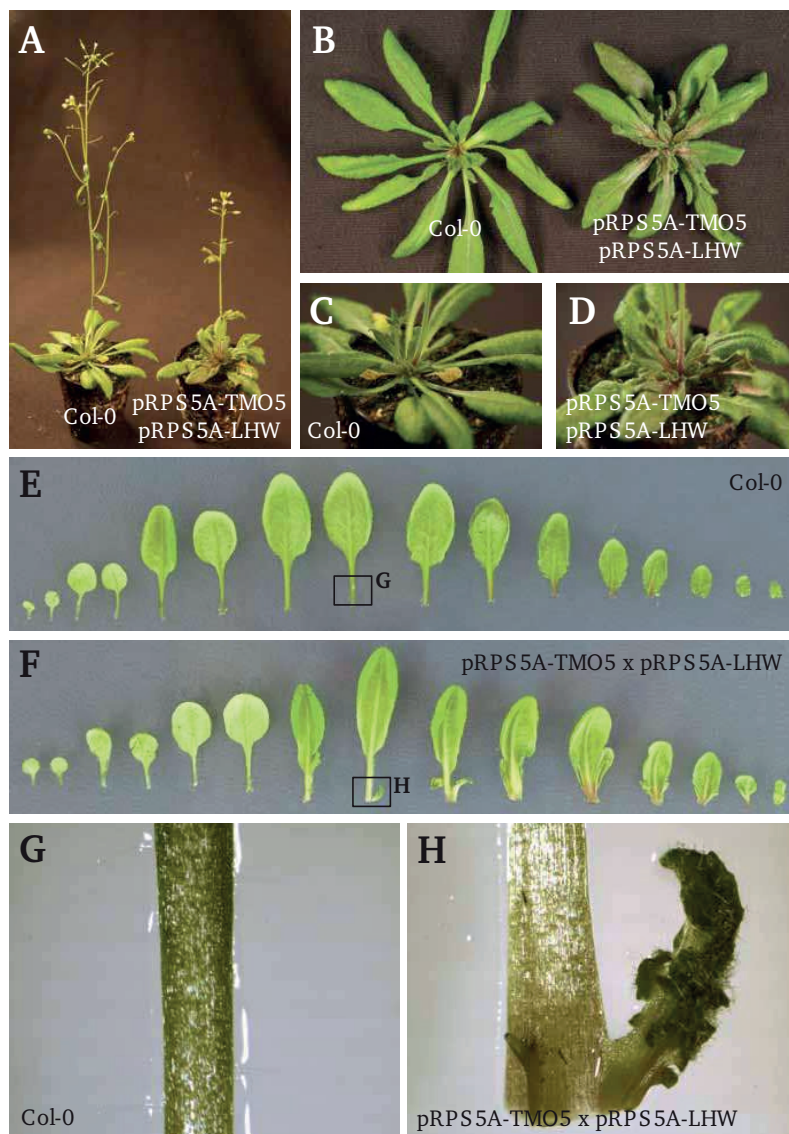 A
Col-0
pRPS5A-TMO5
pRPS5A-LHW
B
Col-0
pRPS5A-TMO5
pRPS5A-LHW
C
Col-0
D
pRPS5A-TMO5
pRPS5A-LHW
E
Col-0
G
F
pRPS5A-TMO5 x pRPS5A-LHW
H
G
Col-0
H
pRPS5A-TMO5 x pRPS5A-LHW